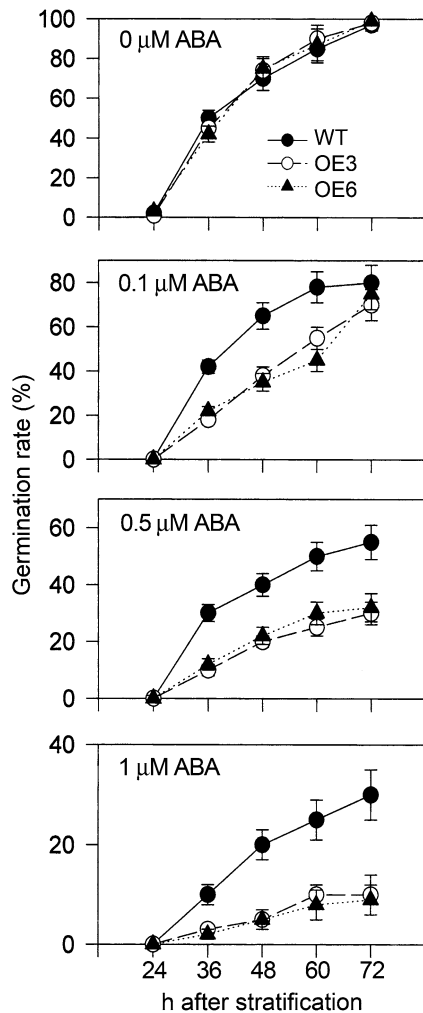 100
0 µM ABA
80
60
40
WT
OE3
20
OE6
0
0.1 µM ABA
80
60
40
20
0
Germination rate (%)
0.5 µM ABA
60
40
20
0
40
1 µM ABA
20
0
24 36 48 60 72
h after stratification